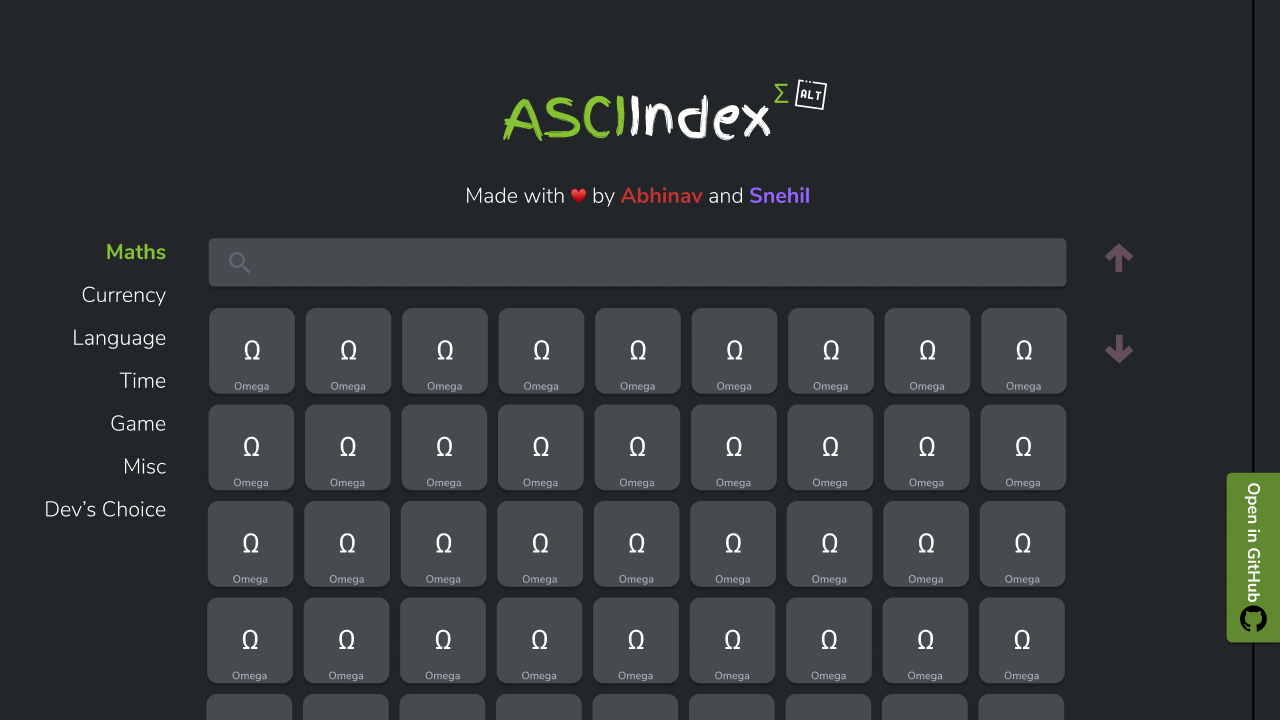 ASCIIndex Σ ALT
Made with ❤ by Abhinav and Snehil
Maths
Currency
Language
Time
Game
Misc
Dev's Choice
Ω Ω Ω Ω Ω Ω Ω Ω Ω
Omega Omega Omega Omega Omega Omega Omega Omega Omega
Ω Ω Ω Ω Ω Ω Ω Ω Ω
Omega Omega Omega Omega Omega Omega Omega Omega Omega
Ω Ω Ω Ω Ω Ω Ω Ω Ω
Omega Omega Omega Omega Omega Omega Omega Omega Omega
Ω Ω Ω Ω Ω Ω Ω Ω Ω
Omega Omega Omega Omega Omega Omega Omega Omega Omega
Open in GitHub